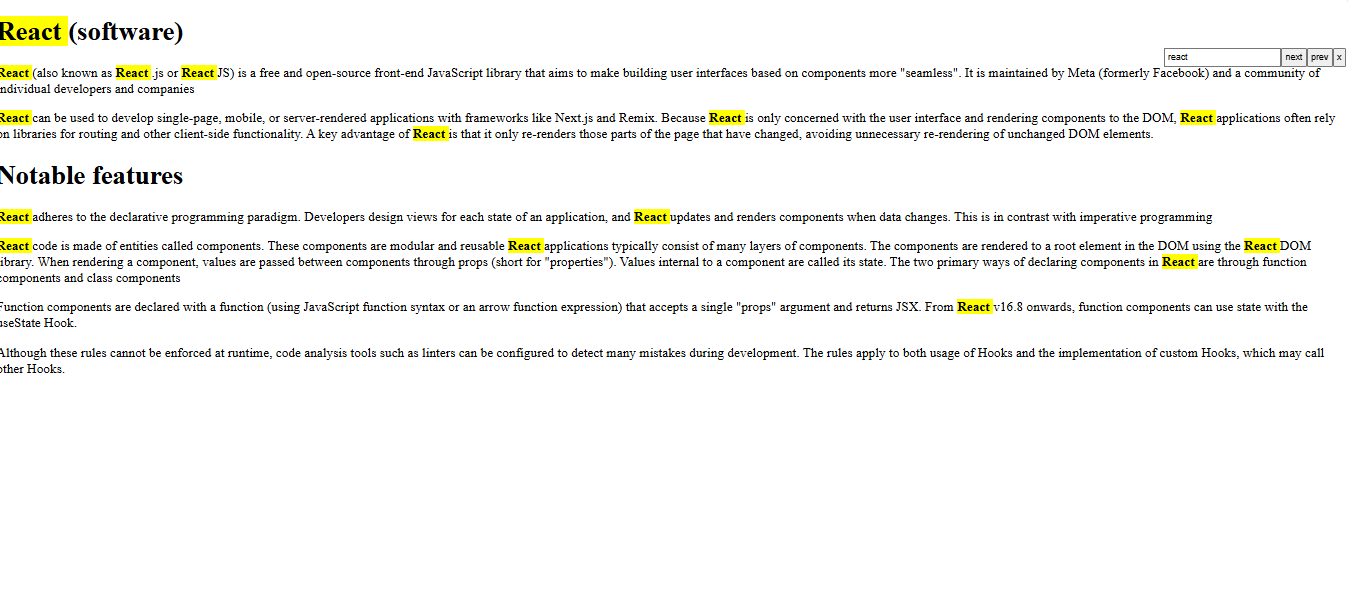 React (software)
react next prev x
React (also known as React .js or React JS) is a free and open-source front-end JavaScript library that aims to make building user interfaces based on components more "seamless". It is maintained by Meta (formerly Facebook) and a community of
ndividual developers and companies
React can be used to develop single-page, mobile, or server-rendered applications with frameworks like Next.js and Remix. Because React is only concerned with the user interface and rendering components to the DOM, React applications often rely
on libraries for routing and other client-side functionality. A key advantage of React is that it only re-renders those parts of the page that have changed, avoiding unnecessary re-rendering of unchanged DOM elements.
Notable features
React adheres to the declarative programming paradigm. Developers design views for each state of an application, and React updates and renders components when data changes. This is in contrast with imperative programming
React code is made of entities called components. These components are modular and reusable React applications typically consist of many layers of components. The components are rendered to a root element in the DOM using the React DOM
library. When rendering a component, values are passed between components through props (short for "properties"). Values internal to a component are called its state. The two primary ways of declaring components in React are through function
components and class components
Function components are declared with a function (using JavaScript function syntax or an arrow function expression) that accepts a single "props" argument and returns JSX. From React v16.8 onwards, function components can use state with the
useState Hook.
Although these rules cannot be enforced at runtime, code analysis tools such as linters can be configured to detect many mistakes during development. The rules apply to both usage of Hooks and the implementation of custom Hooks, which may call
other Hooks.